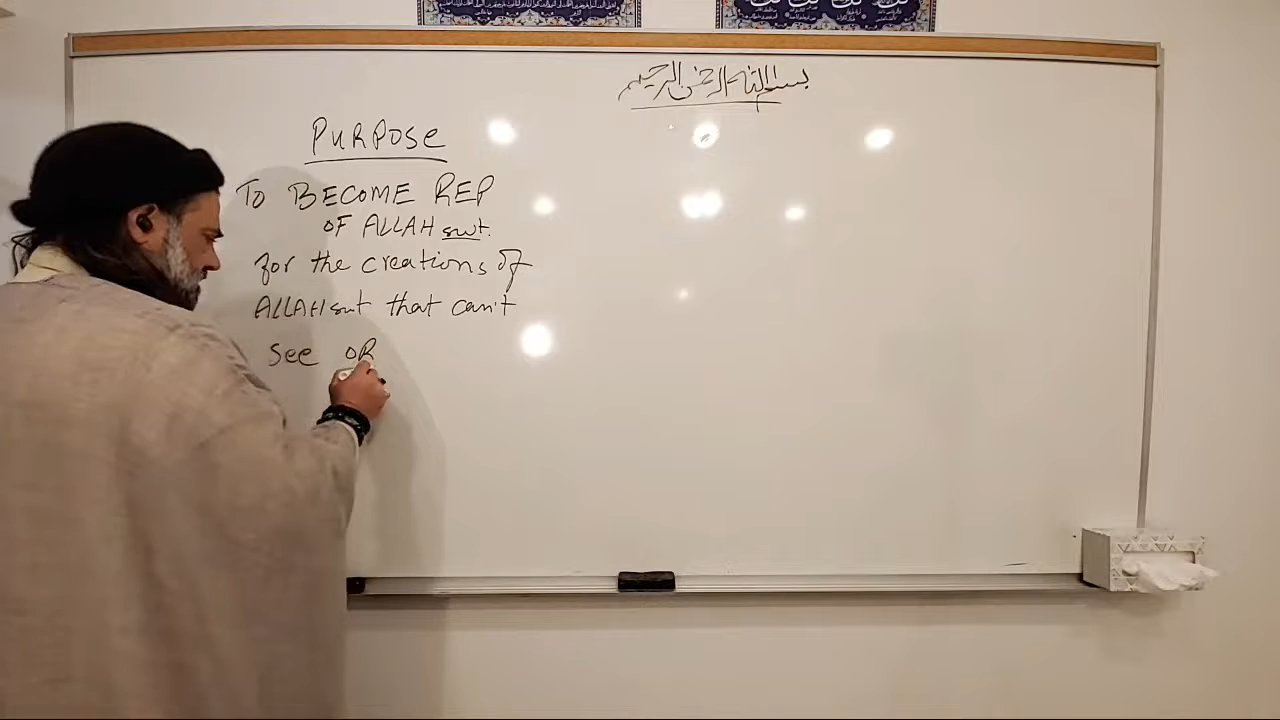 بسم الله الرحمن الرحيم
PURPOSE
TO BECOME REP
OF ALLAH swt.
for the creations of
ALLAH swt that can't
see OR